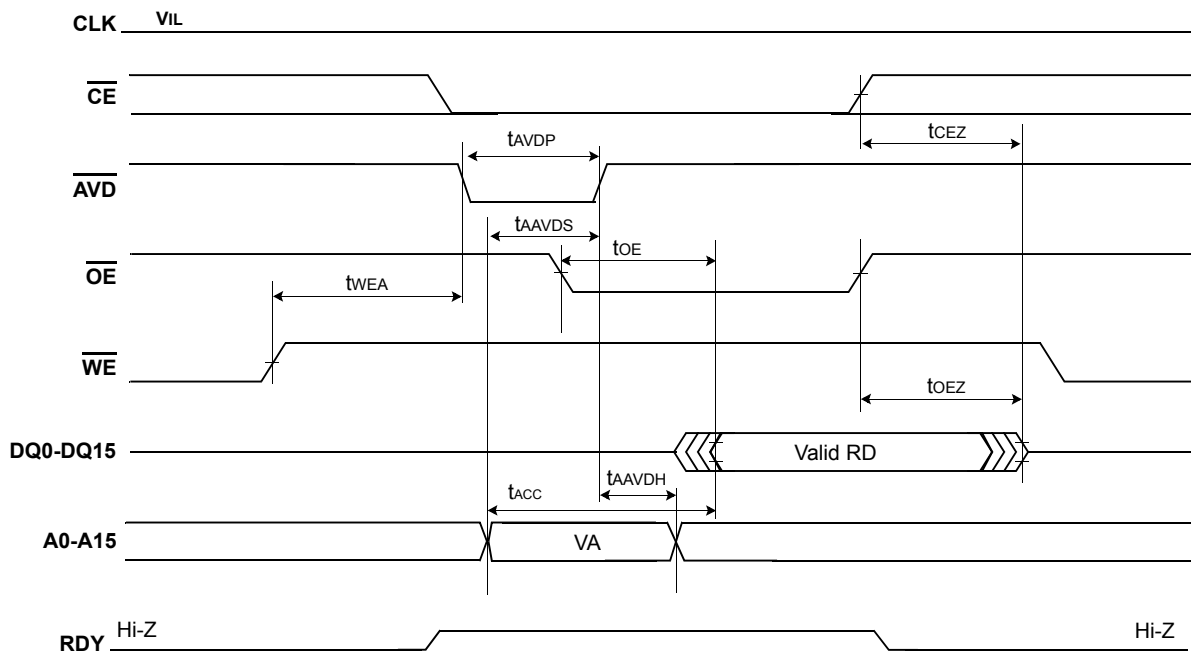 CLK VIL
CE
tCEZ
tAVDP
AVD
tAAVDS
tOE
OE
tWEA
WE
tOEZ
DQ0-DQ15 Valid RD
tAAVDH
tACC
A0-A15 VA
Hi-Z Hi-Z
RDY